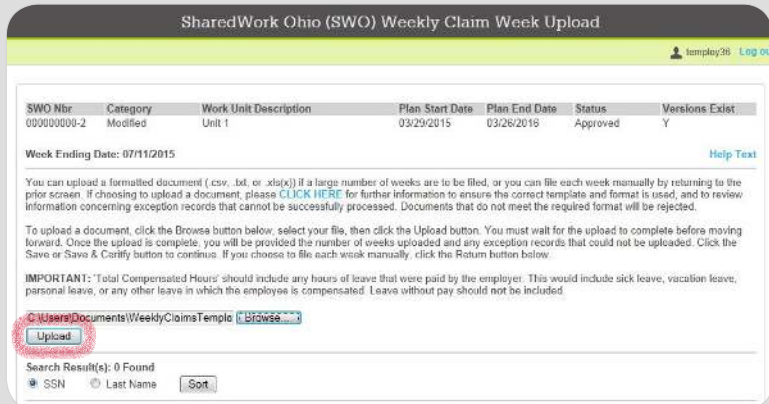 SharedWork Ohio (SWO) Weekly Claim Week Upload
temploy36 Log ou
SWO Nbr Category Work Unit Description Plan Start Date Plan End Date Status Versions Exist
000000000-2 Modified Unit 1 03/29/2015 03/26/2016 Approved Y
Week Ending Date: 07/11/2015 Help Text
You can upload a formatted document (.csv, .txt, or .xls(x)) if a large number of weeks are to be filed, or you can file each week manually by returning to the
prior screen. If choosing to upload a document, please CLICK HERE for further information to ensure the correct template and format is used, and to review
information concerning exception records that cannot be successfully processed. Documents that do not meet the required format will be rejected.
To upload a document, click the Browse button below, select your file, then click the Upload button. You must wait for the upload to complete before moving
forward. Once the upload is complete, you will be provided the number of weeks uploaded and any exception records that could not be uploaded. Click the
Save or Save & Ceritfy button to continue. If you choose to file each week manually, click the Return button below.
IMPORTANT: 'Total Compensated Hours' should include any hours of leave that were paid by the employer. This would include sick leave, vacation leave,
personal leave, or any other leave in which the employee is compensated. Leave without pay should not be included.
C:\Users\Documents\WeeklyClaimsTempla Browse...
Upload
Search Result(s): 0 Found
SSN Last Name Sort